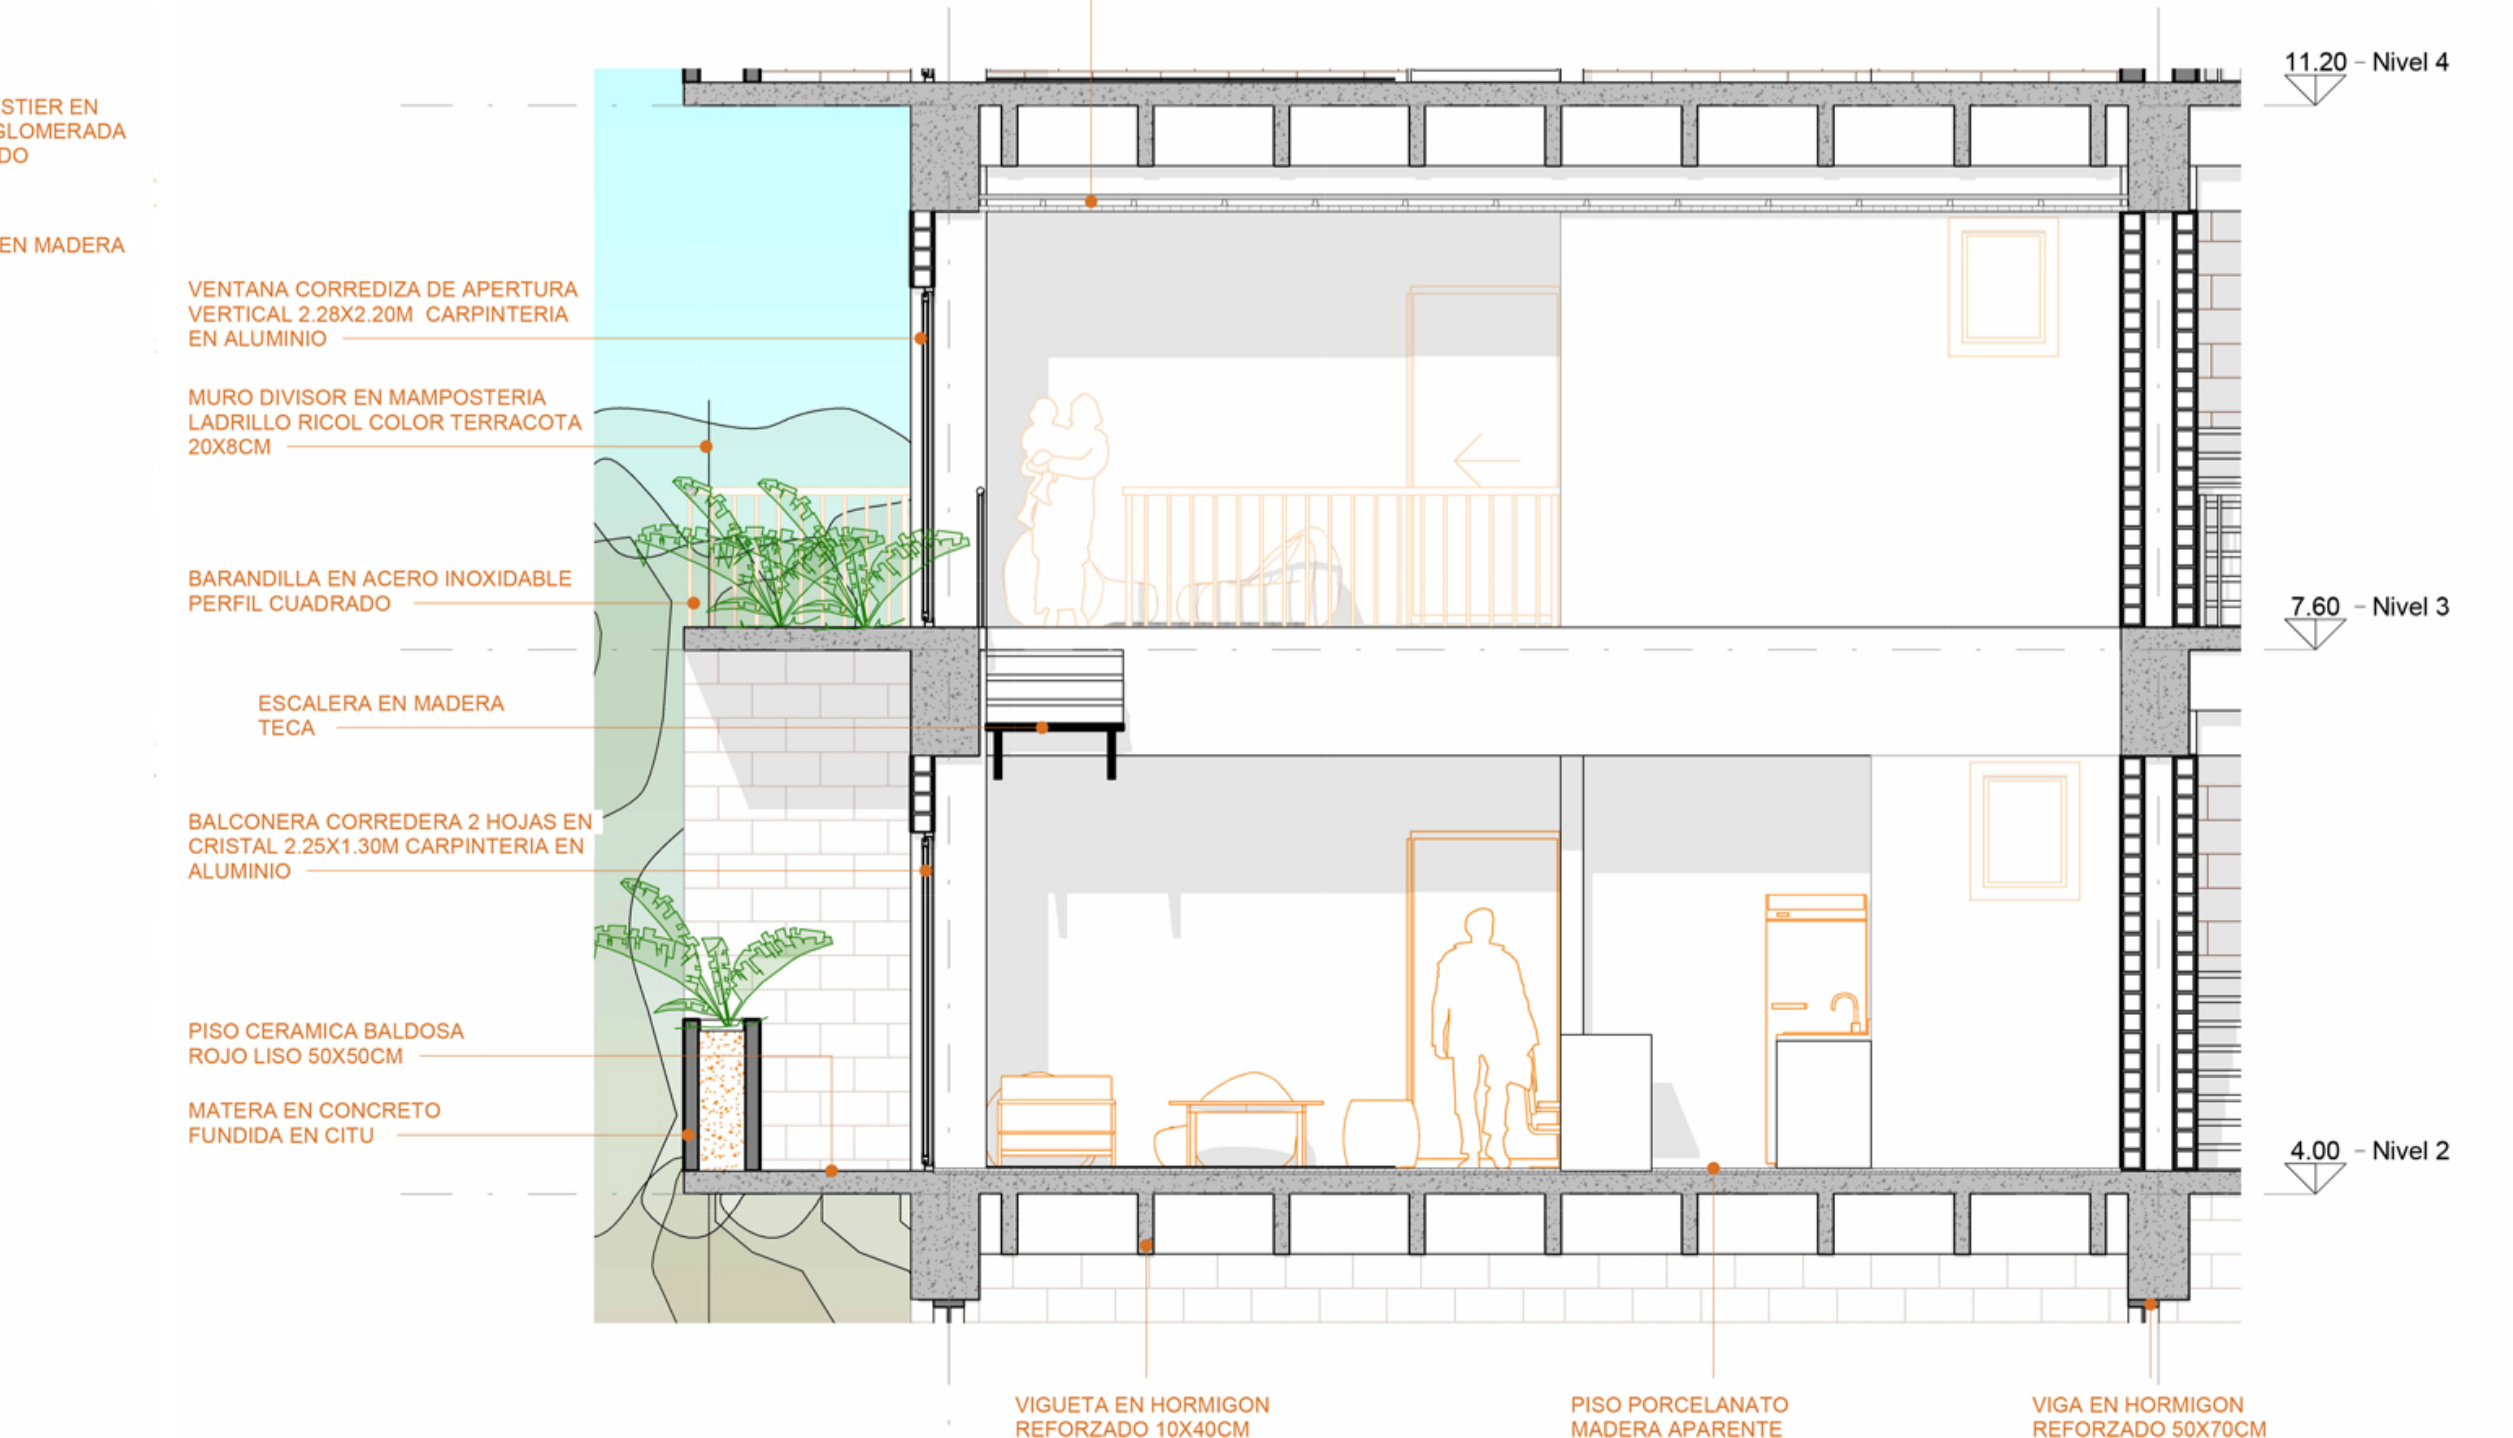 11.20 – Nivel 4
STIER EN
GLOMERADA
DO
EN MADERA
VENTANA CORREDIZA DE APERTURA
VERTICAL 2.28X2.20M CARPINTERIA
EN ALUMINIO
MURO DIVISOR EN MAMPOSTERIA
LADRILLO RICOL COLOR TERRACOTA
20X8CM
BARANDILLA EN ACERO INOXIDABLE
PERFIL CUADRADO
7.60 – Nivel 3
ESCALERA EN MADERA
TECA
BALCONERA CORREDERA 2 HOJAS EN
CRISTAL 2.25X1.30M CARPINTERIA EN
ALUMINIO
PISO CERAMICA BALDOSA
ROJO LISO 50X50CM
MATERA EN CONCRETO
FUNDIDA EN CITU
4.00 – Nivel 2
VIGUETA EN HORMIGON
REFORZADO 10X40CM
PISO PORCELANATO
MADERA APARENTE
VIGA EN HORMIGON
REFORZADO 50X70CM